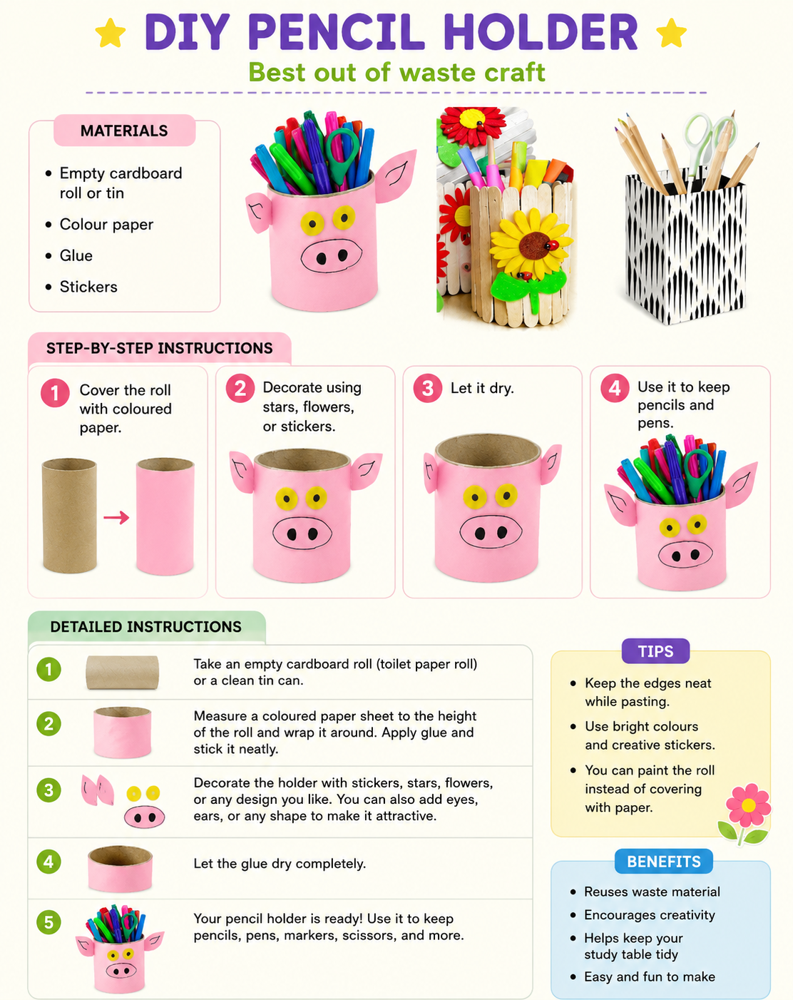 DIY PENCIL HOLDER
Best out of waste craft
MATERIALS
• Empty cardboard
roll or tin
• Colour paper
• Glue
• Stickers
STEP-BY-STEP INSTRUCTIONS
1
Cover the roll
with coloured
paper.
2
Decorate using
stars, flowers,
or stickers.
3
Let it dry.
4
Use it to keep
pencils and
pens.
DETAILED INSTRUCTIONS
1
Take an empty cardboard roll (toilet paper roll)
or a clean tin can.
2
Measure a coloured paper sheet to the height
of the roll and wrap it around. Apply glue and
stick it neatly.
3
Decorate the holder with stickers, stars, flowers,
or any design you like. You can also add eyes,
ears, or any shape to make it attractive.
4
Let the glue dry completely.
5
Your pencil holder is ready! Use it to keep
pencils, pens, markers, scissors, and more.
TIPS
• Keep the edges neat
while pasting.
• Use bright colours
and creative stickers.
• You can paint the roll
instead of covering
with paper.
BENEFITS
• Reuses waste material
• Encourages creativity
• Helps keep your
study table tidy
• Easy and fun to make